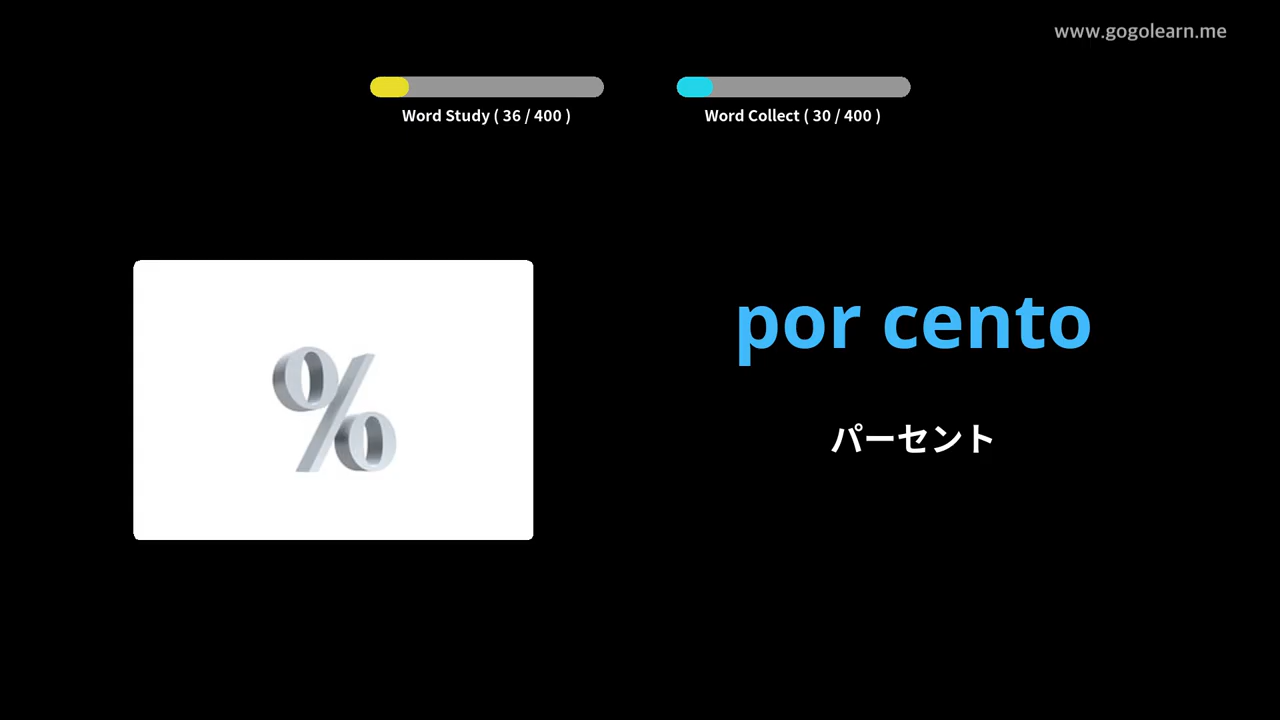 www.gogolearn.me
Word Study ( 36 / 400 )
Word Collect ( 30 / 400 )
%
por cento
パーセント